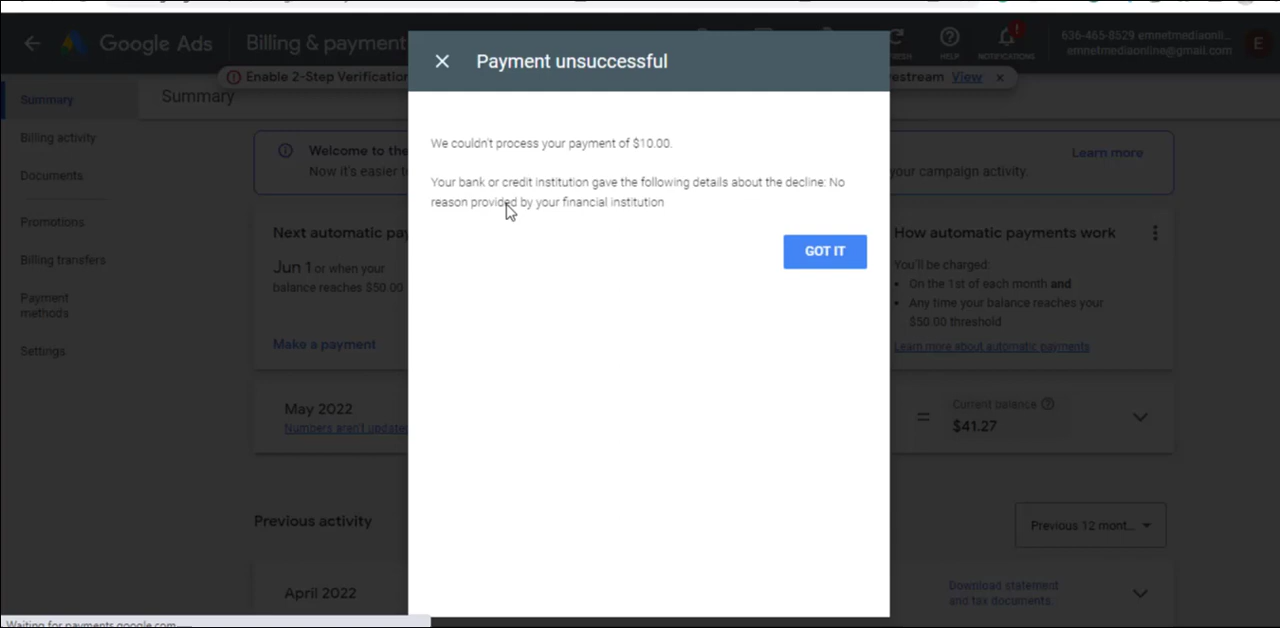 Google Ads
Billing & payment
Payment unsuccessful
HELP
NOTIFICATIONS
636-465-8529 emnetmediaonli...
emnetmediaonline@gmail.com
E
Enable 2-Step Verification
View
Summary
Summary
Billing activity
Documents
Promotions
Billing transfers
Payment
methods
Settings
Welcome to the
Now it's easier
Learn more
your campaign activity.
We couldn't process your payment of $10.00.
Your bank or credit institution gave the following details about the decline: No
reason provided by your financial institution
GOT IT
Next automatic pay
Jun 1 or when your
balance reaches $50.00
Make a payment
How automatic payments work
You'll be charged:
On the 1st of each month and
Any time your balance reaches your
$50.00 threshold
Learn more about automatic payments
May 2022
Numbers aren't update
=
Current balance
$41.27
Previous activity
Previous 12 mont...
April 2022
Download statement
and tax documents.
Waiting for payments.google.com